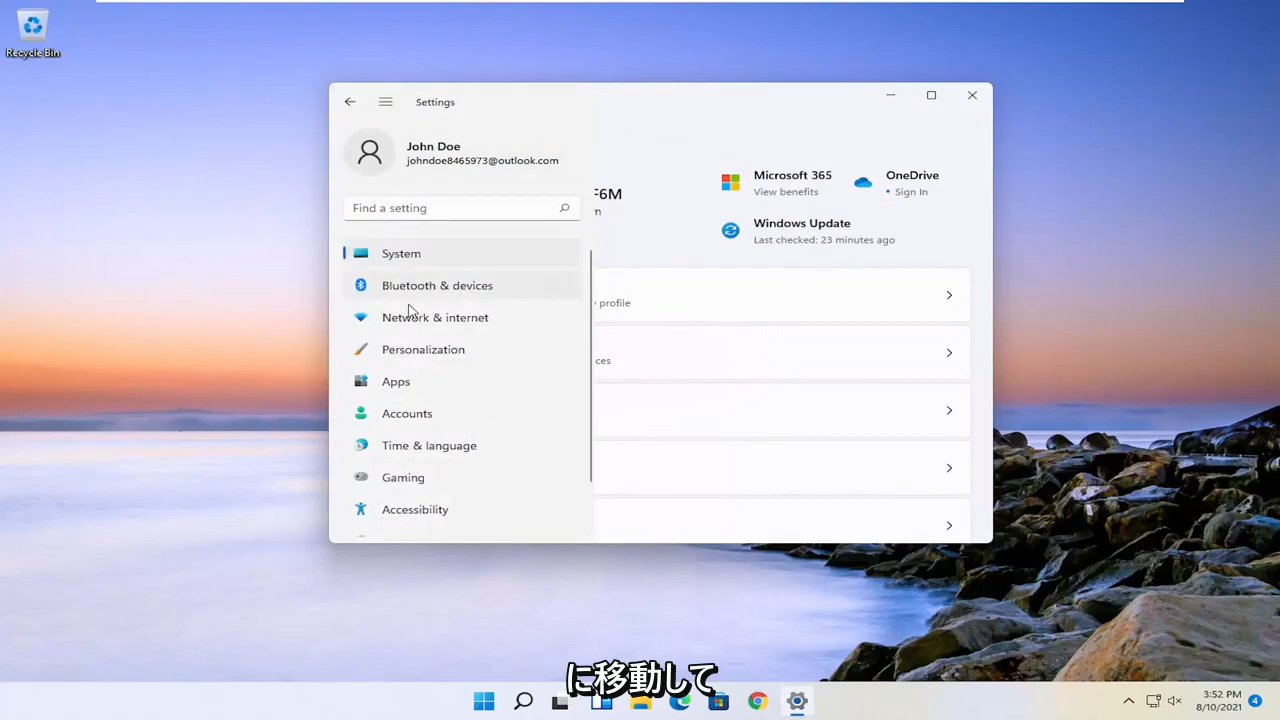 Recycle Bin
Settings
John Doe
johndoe8465973@outlook.com
Find a setting
System
Bluetooth & devices
Network & internet
Personalization
Apps
Accounts
Time & language
Gaming
Accessibility
F6M
Microsoft 365
View benefits
OneDrive
• Sign In
Windows Update
Last checked: 23 minutes ago
profile
ces
に移動して
3:52 PM
8/10/2021
4